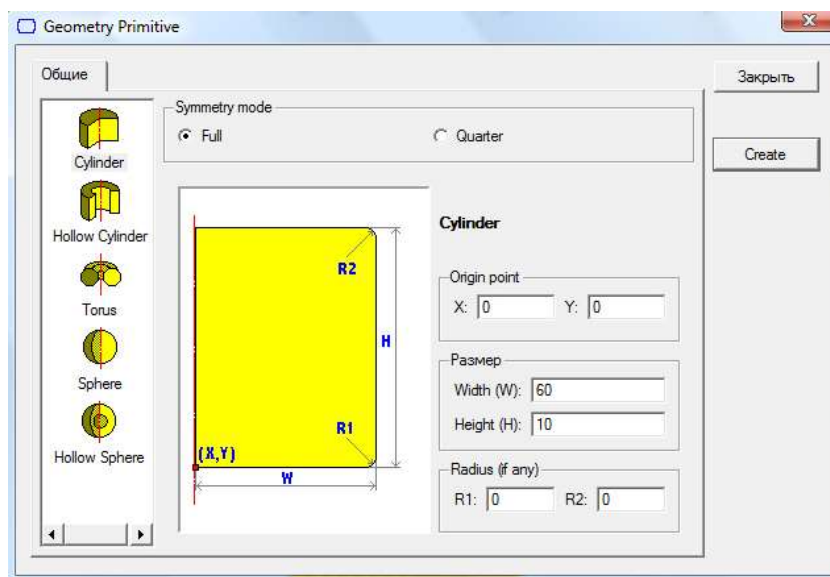 Geometry Primitive
Общие
Закрыть
Create
Cylinder
Hollow Cylinder
Torus
Sphere
Hollow Sphere
Symmetry mode
Full
Quarter
R2
H
R1
(X,Y)
W
Cylinder
Origin point
X: 0 Y: 0
Размер
Width (W): 60
Height (H): 10
Radius (if any)
R1: 0 R2: 0